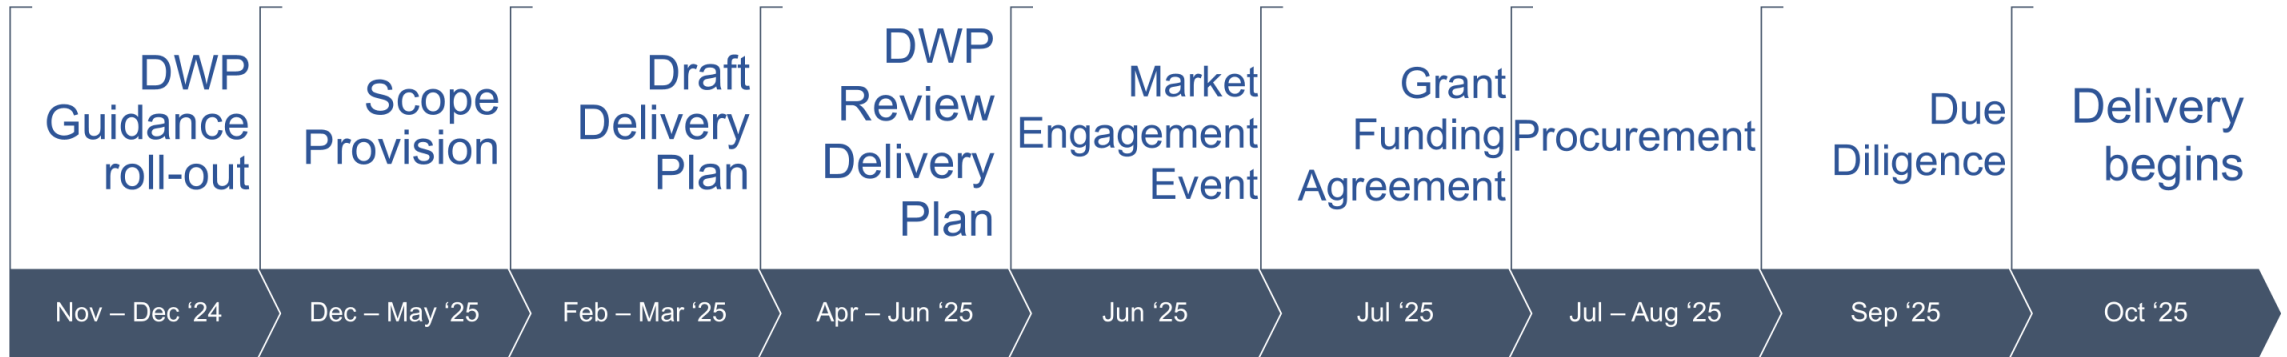 DWP
Guidance
roll-out
Scope
Provision
Draft
Delivery
Plan
DWP
Review
Delivery
Plan
Market
Engagement
Event
Grant
Funding
Agreement
Procurement
Due
Diligence
Delivery
begins
Nov – Dec ‘24
Dec – May ‘25
Feb – Mar ‘25
Apr – Jun ‘25
Jun ‘25
Jul ‘25
Jul – Aug ‘25
Sep ‘25
Oct ‘25